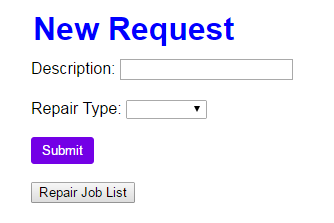 New Request
Description:
Repair Type:
Submit
Repair Job List